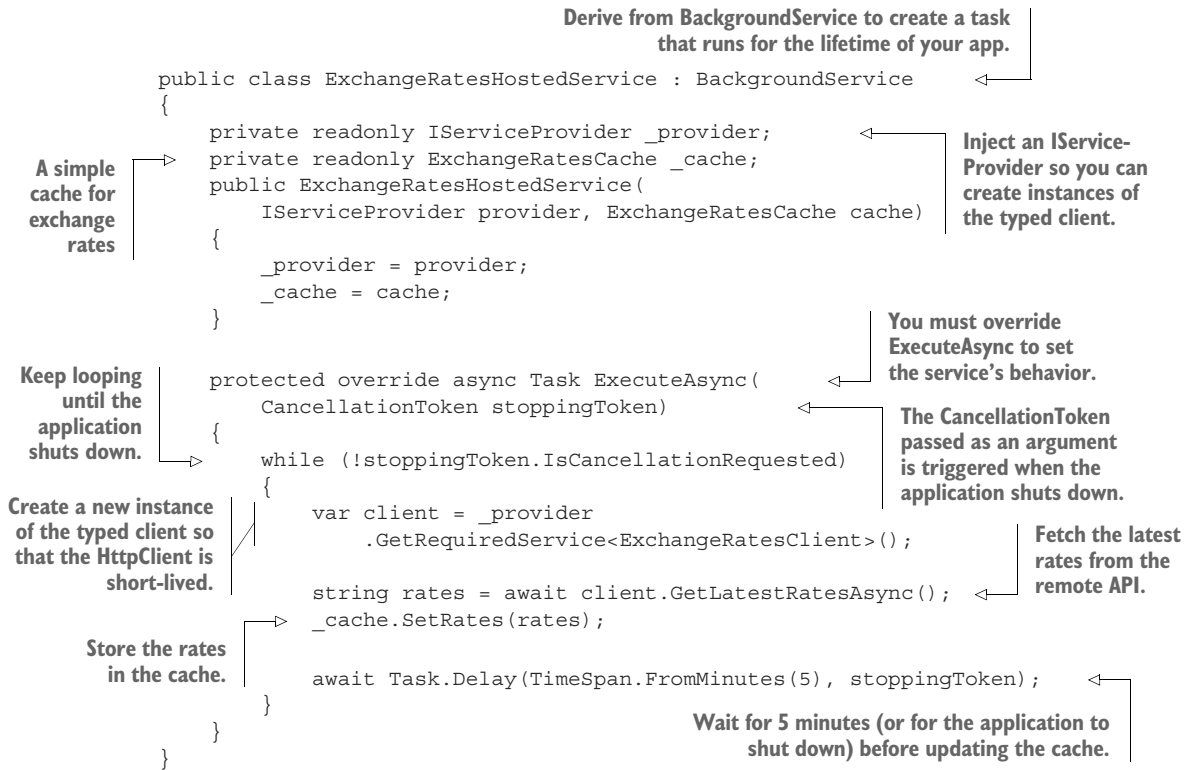 Derive from BackgroundService to create a task
that runs for the lifetime of your app.
public class ExchangeRatesHostedService : BackgroundService
{
private readonly IServiceProvider _provider;
private readonly ExchangeRatesCache _cache;
public ExchangeRatesHostedService(
IServiceProvider provider, ExchangeRatesCache cache)
{
_provider = provider;
_cache = cache;
}
A simple
cache for
exchange
rates
Inject an IService-
Provider so you can
create instances of
the typed client.
You must override
ExecuteAsync to set
the service's behavior.
protected override async Task ExecuteAsync(
CancellationToken stoppingToken)
{
while (!stoppingToken.IsCancellationRequested)
{
var client = _provider
.GetRequiredService<ExchangeRatesClient>();
string rates = await client.GetLatestRatesAsync();
_cache.SetRates(rates);
await Task.Delay(TimeSpan.FromMinutes(5), stoppingToken);
}
}
}
Keep looping
until the
application
shuts down.
The CancellationToken
passed as an argument
is triggered when the
application shuts down.
Create a new instance
of the typed client so
that the HttpClient is
short-lived.
Fetch the latest
rates from the
remote API.
Store the rates
in the cache.
Wait for 5 minutes (or for the application to
shut down) before updating the cache.